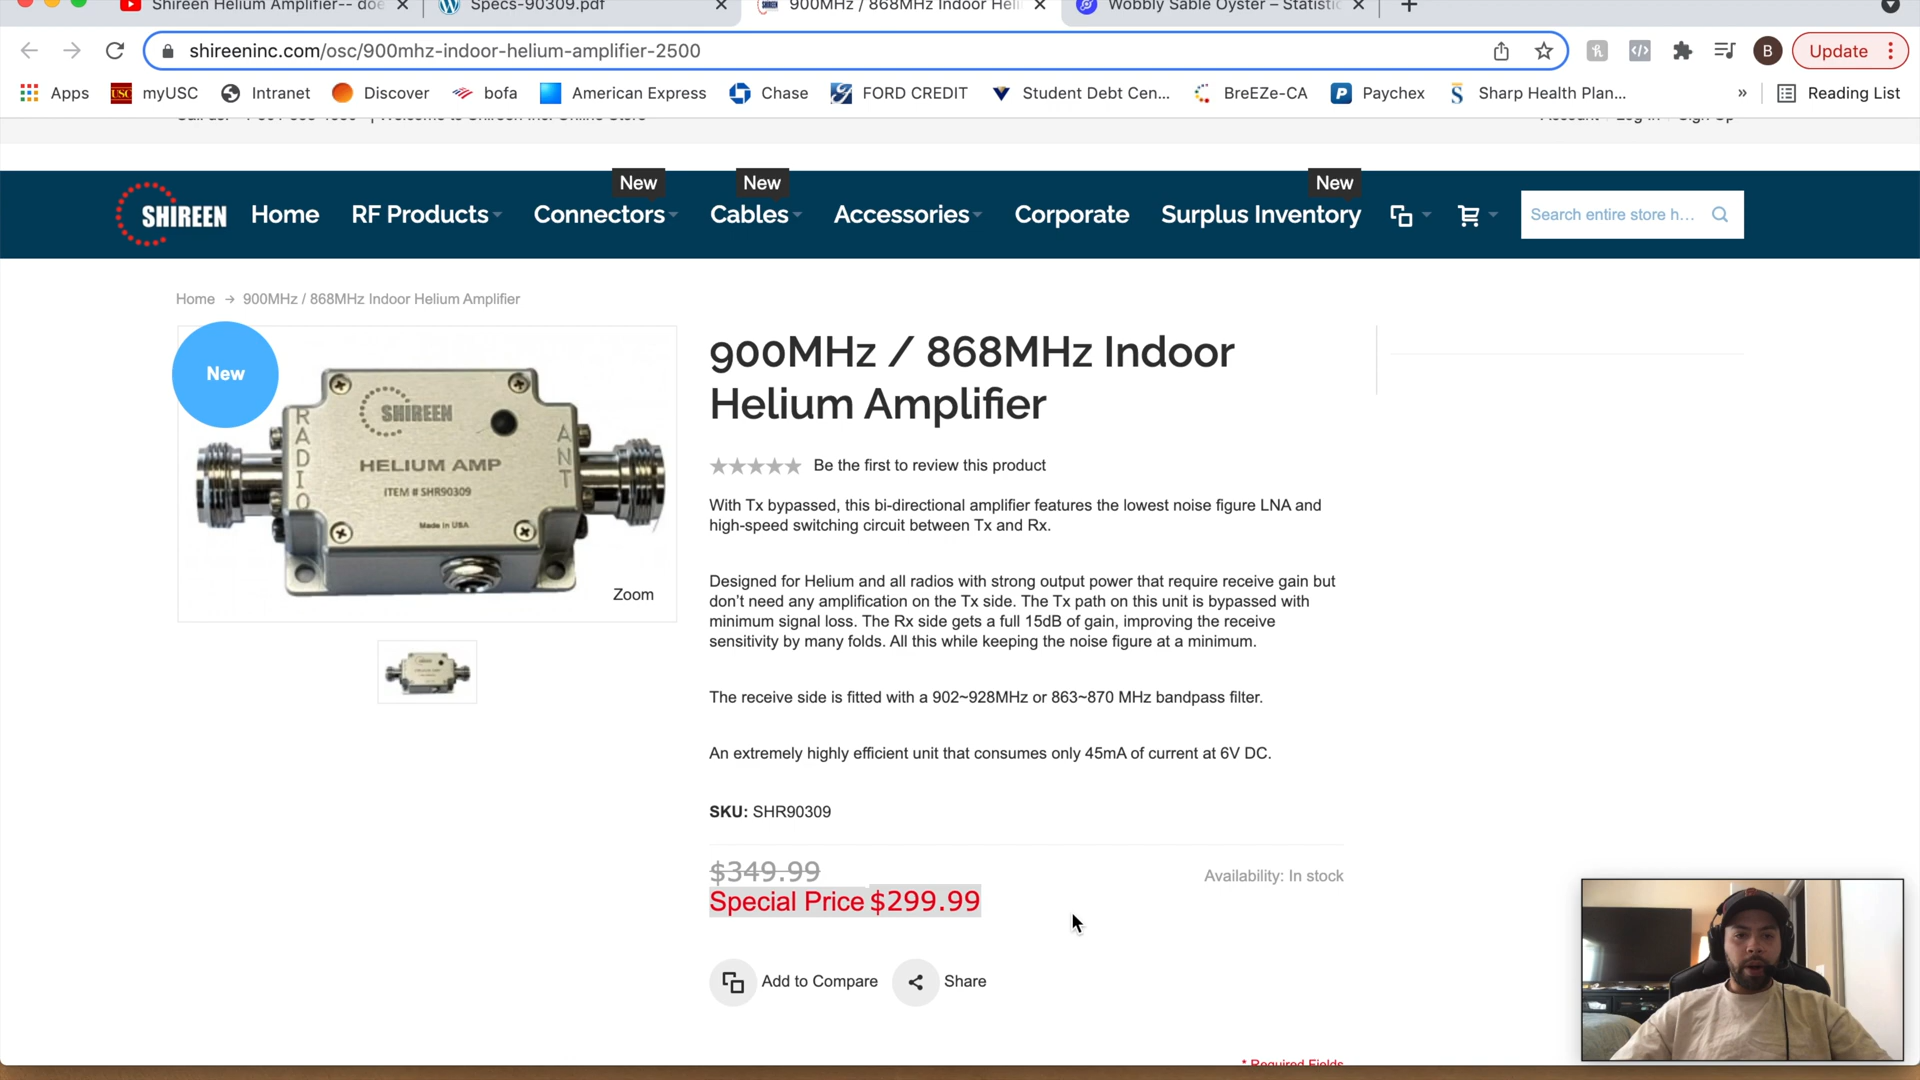 Shireen Helium Amplifier-- doe
Specs-90309.pdf
900MHz / 868MHz Indoor Heli
Wobbly Sable Oyster – Statistic
shireeninc.com/osc/900mhz-indoor-helium-amplifier-2500
B
Update
Apps
USC myUSC
Intranet
Discover
bofa
American Express
Chase
FORD CREDIT
Student Debt Cen...
BreEZe-CA
Paychex
Sharp Health Plan...
»
Reading List
Account Log In Sign Up
New
New
New
SHIREEN
Home
RF Products
Connectors
Cables
Accessories
Corporate
Surplus Inventory
Search entire store h...
Home → 900MHz / 868MHz Indoor Helium Amplifier
New
SHIREEN
RADIO
ANT
HELIUM AMP
ITEM # SHR90309
Made in USA
Zoom
900MHz / 868MHz Indoor
Helium Amplifier
Be the first to review this product
With Tx bypassed, this bi-directional amplifier features the lowest noise figure LNA and
high-speed switching circuit between Tx and Rx.
Designed for Helium and all radios with strong output power that require receive gain but
don't need any amplification on the Tx side. The Tx path on this unit is bypassed with
minimum signal loss. The Rx side gets a full 15dB of gain, improving the receive
sensitivity by many folds. All this while keeping the noise figure at a minimum.
The receive side is fitted with a 902~928MHz or 863~870 MHz bandpass filter.
An extremely highly efficient unit that consumes only 45mA of current at 6V DC.
SKU: SHR90309
$349.99
Availability: In stock
Special Price $299.99
Add to Compare
Share
* Required Fields